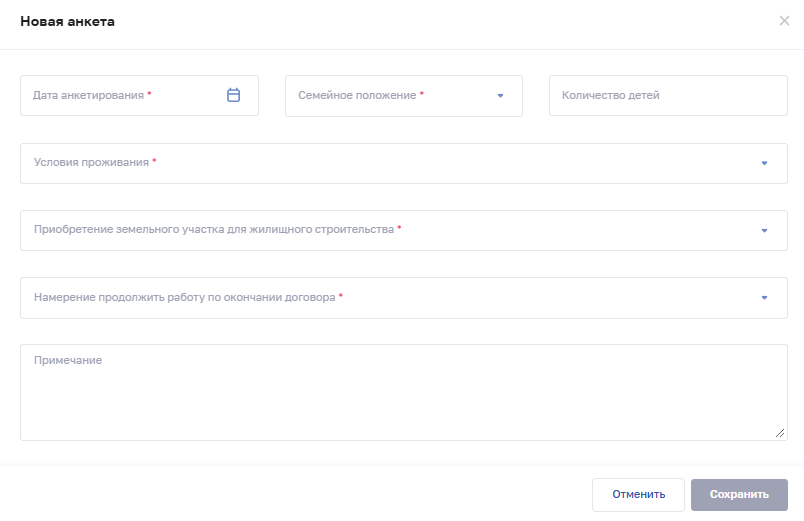 Новая анкета
Дата анкетирования *
Семейное положение *
Количество детей
Условия проживания *
Приобретение земельного участка для жилищного строительства *
Намерение продолжить работу по окончании договора *
Примечание
Отменить
Сохранить